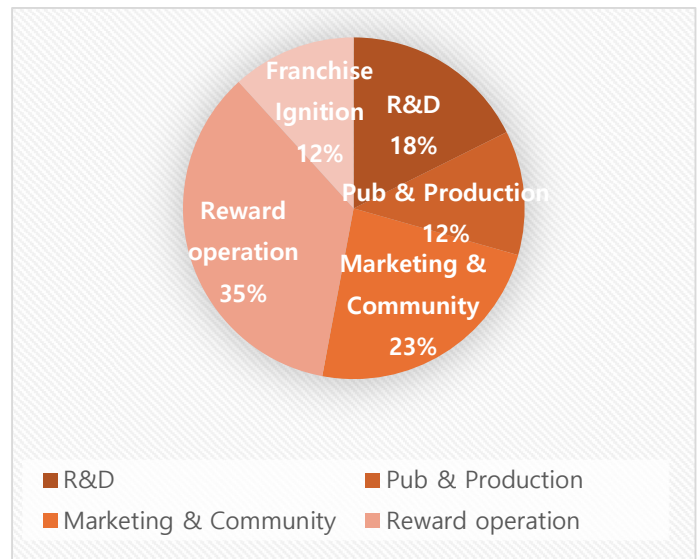 Franchise
Ignition
12%
R&D
18%
Pub & Production
12%
Reward
operation
35%
Marketing &
Community
23%
R&D
Pub & Production
Marketing & Community
Reward operation